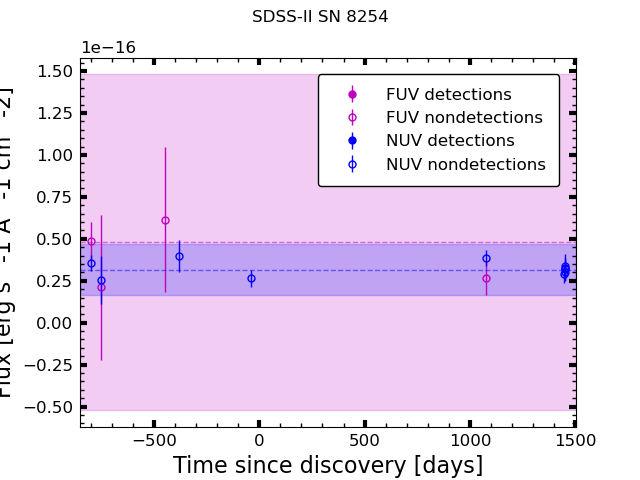 SDSS-II SN 8254
1e−16
1.50
1.25
1.00
0.75
0.50
0.25
0.00
−0.25
−0.50
Flux [erg s -1 A -1 cm -2]
FUV detections
FUV nondetections
NUV detections
NUV nondetections
−500
0
500
1000
1500
Time since discovery [days]